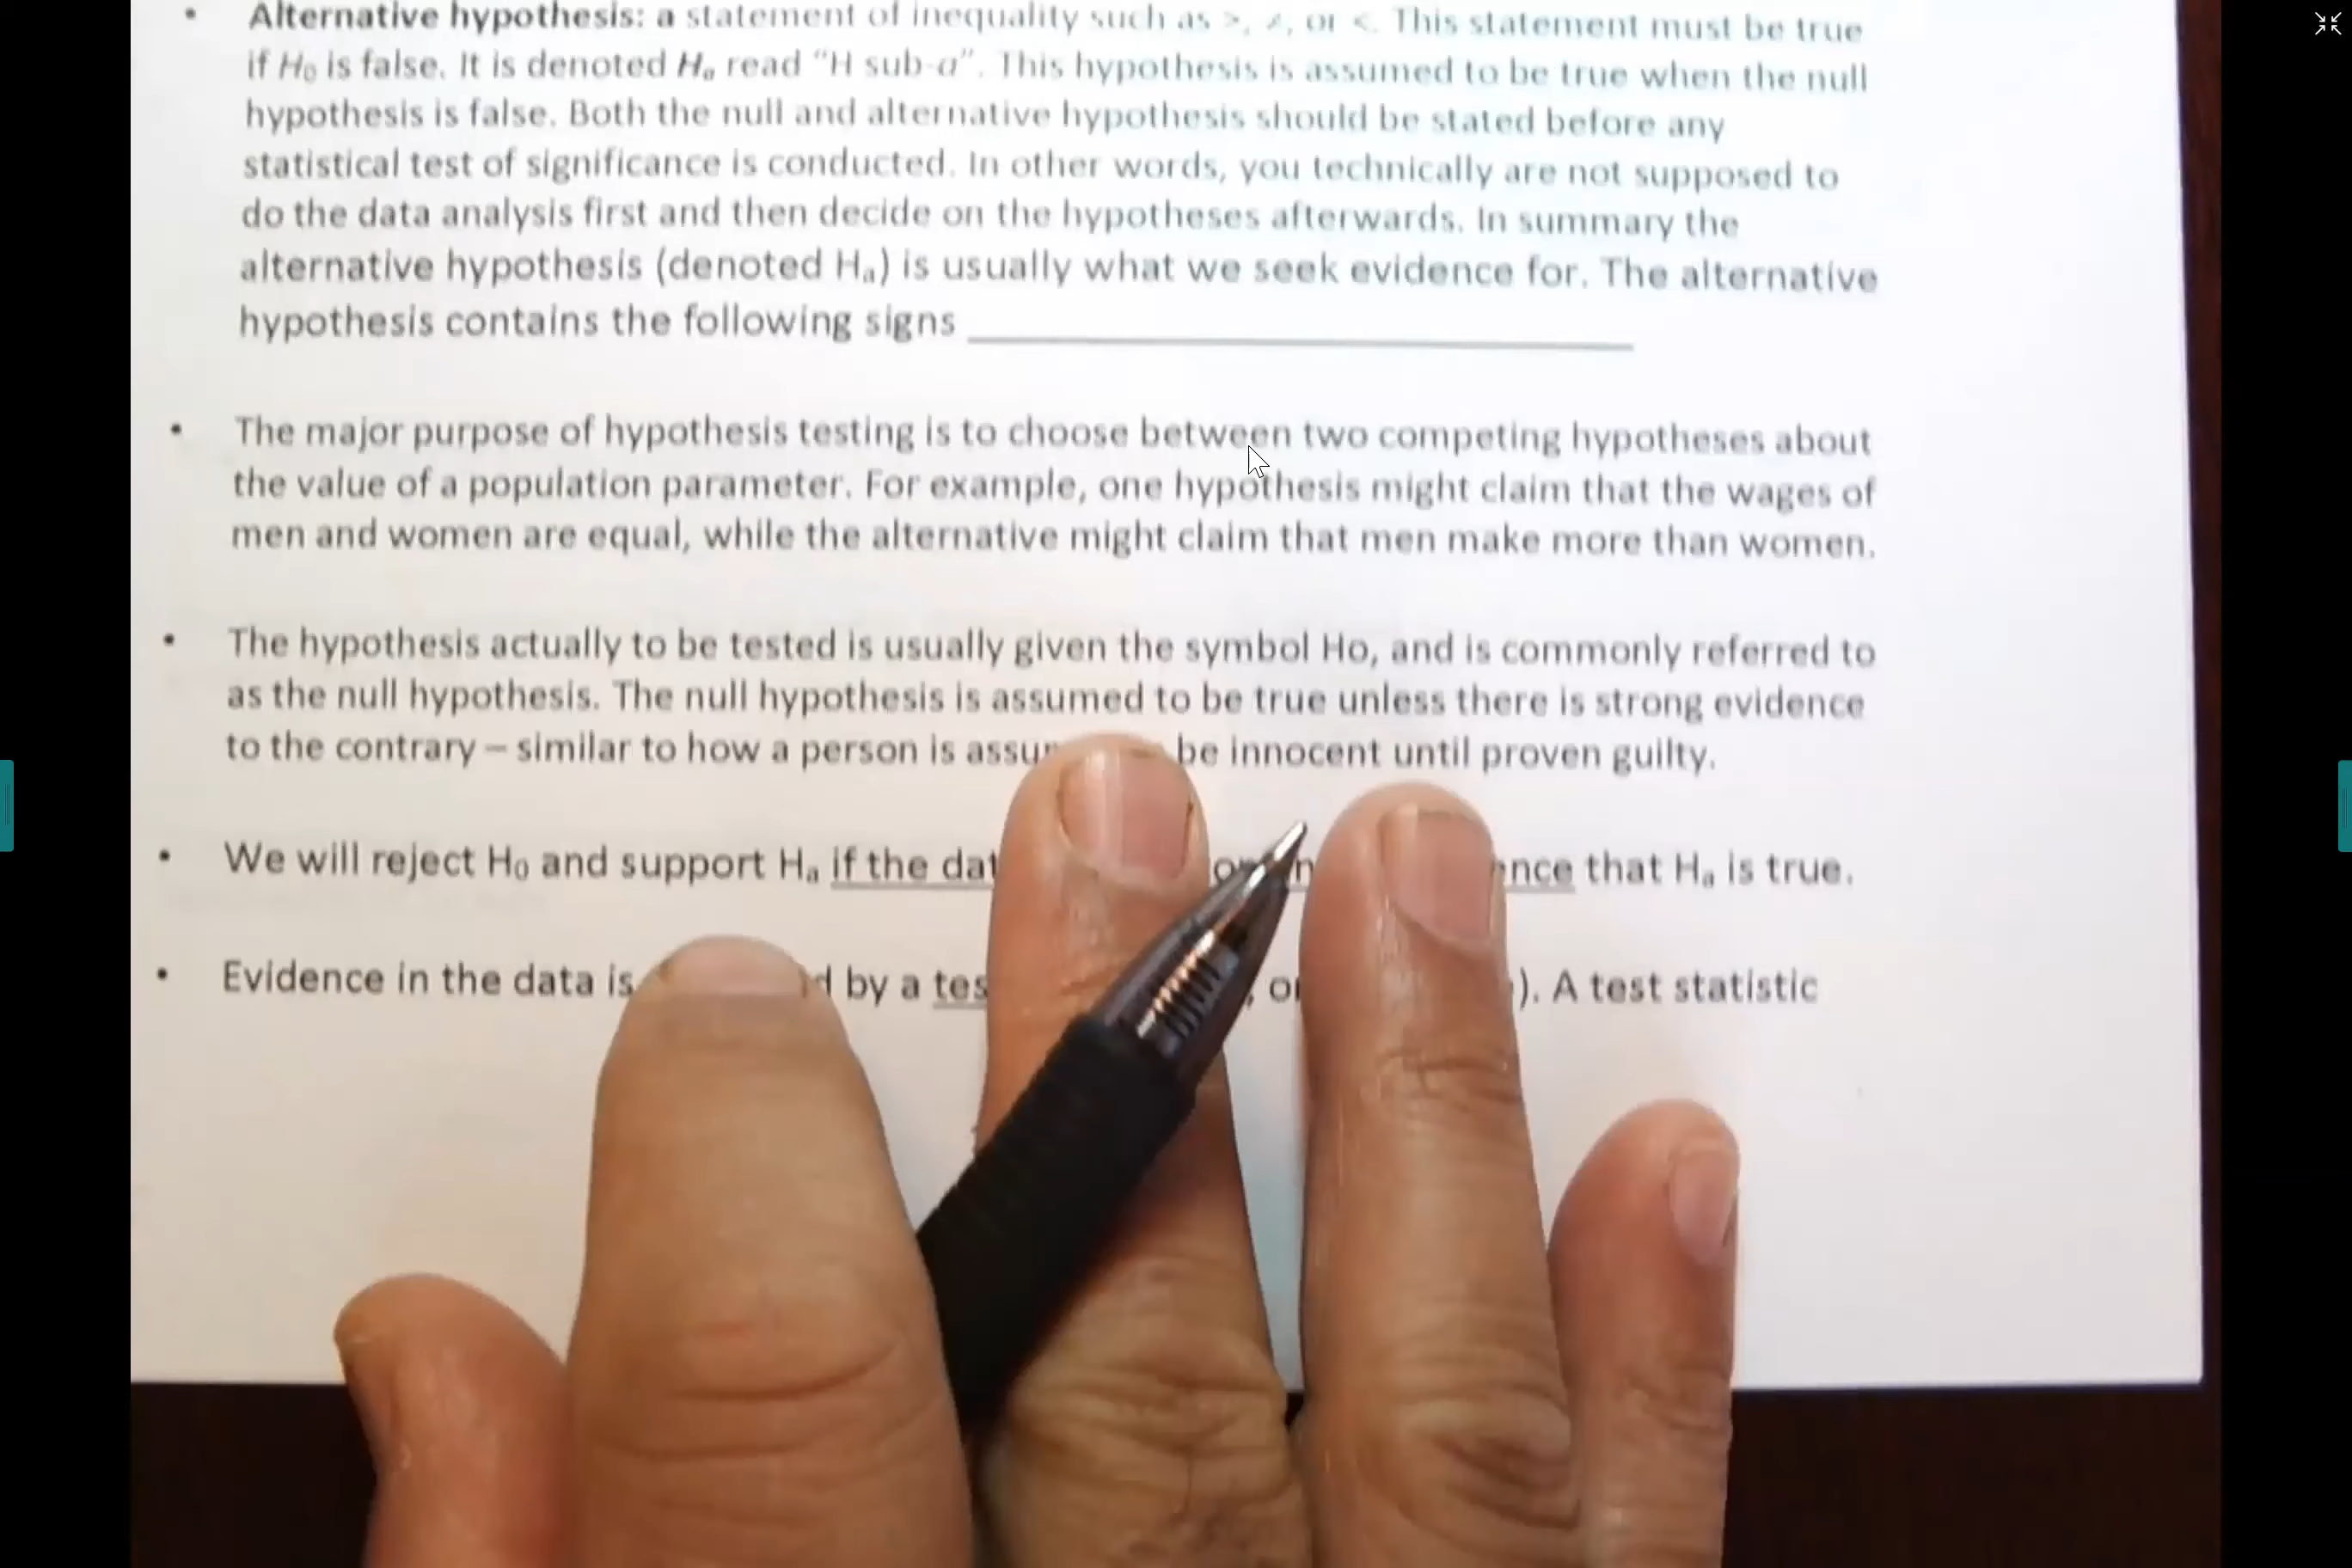 • Alternative hypothesis: a statement of inequality such as >, ≠, or <. This statement must be true
if H₀ is false. It is denoted Hₐ read “H sub-a”. This hypothesis is assumed to be true when the null
hypothesis is false. Both the null and alternative hypothesis should be stated before any
statistical test of significance is conducted. In other words, you technically are not supposed to
do the data analysis first and then decide on the hypotheses afterwards. In summary the
alternative hypothesis (denoted Hₐ) is usually what we seek evidence for. The alternative
hypothesis contains the following signs
• The major purpose of hypothesis testing is to choose between two competing hypotheses about
the value of a population parameter. For example, one hypothesis might claim that the wages of
men and women are equal, while the alternative might claim that men make more than women.
• The hypothesis actually to be tested is usually given the symbol Ho, and is commonly referred to
as the null hypothesis. The null hypothesis is assumed to be true unless there is strong evidence
to the contrary – similar to how a person is be innocent until proven guilty.
• We will reject H₀ and support Hₐ if the that Hₐ is true.
• Evidence in the data is by a A test statistic